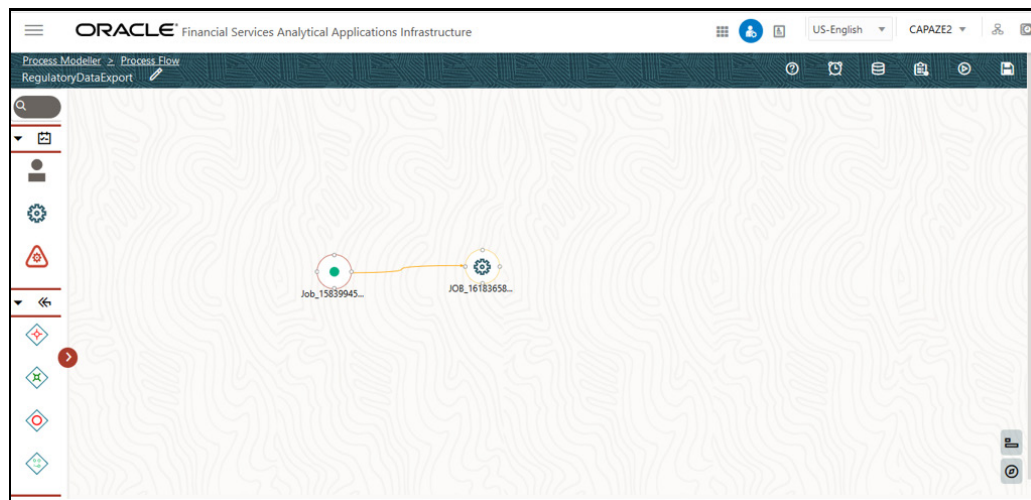 ORACLE® Financial Services Analytical Applications Infrastructure
US-English
CAPAZE2
Process Modeller > Process Flow
RegulatoryDataExport
Job_15839945...
JOB_16183658...